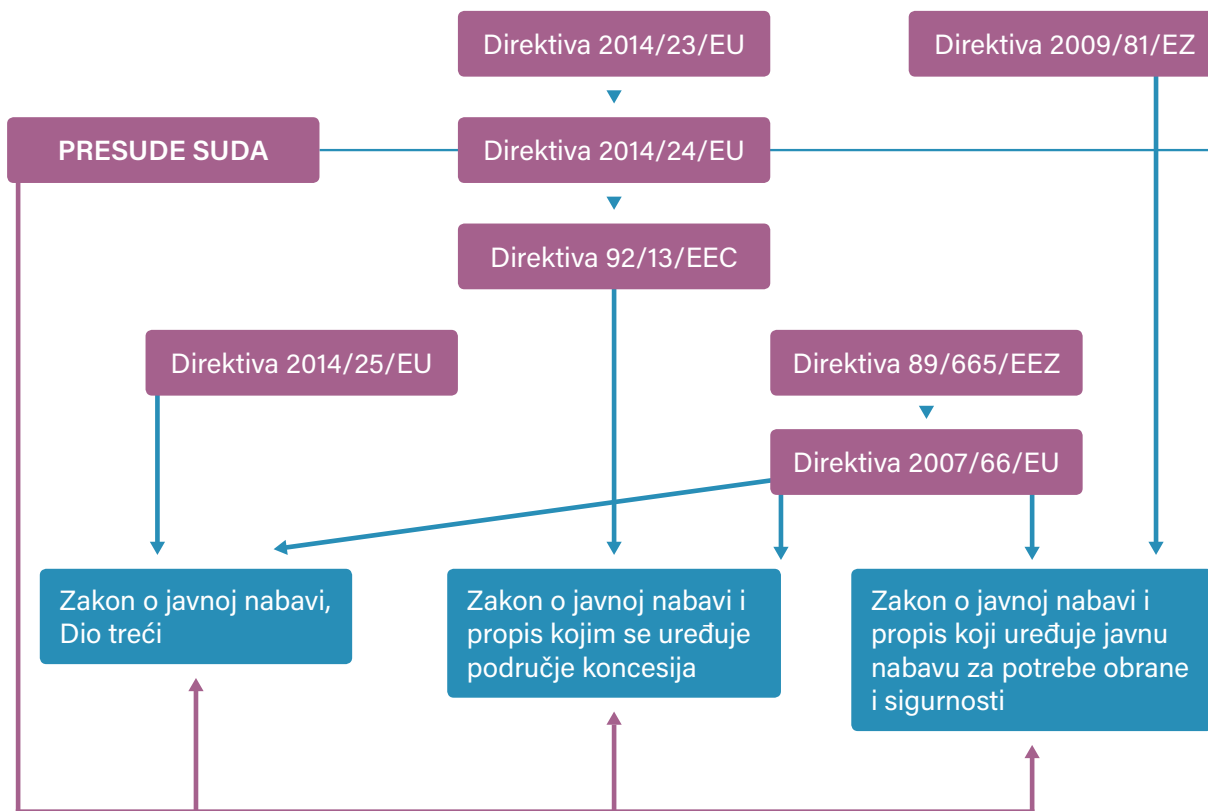 Direktiva 2014/23/EU
Direktiva 2009/81/EZ
PRESUDE SUDA
Direktiva 2014/24/EU
Direktiva 92/13/EEC
Direktiva 2014/25/EU
Direktiva 89/665/EEZ
Direktiva 2007/66/EU
Zakon o javnoj nabavi,
Dio treći
Zakon o javnoj nabavi i
propis kojim se uređuje
područje koncesija
Zakon o javnoj nabavi i
propis koji uređuje javnu
nabavu za potrebe obrane
i sigurnosti